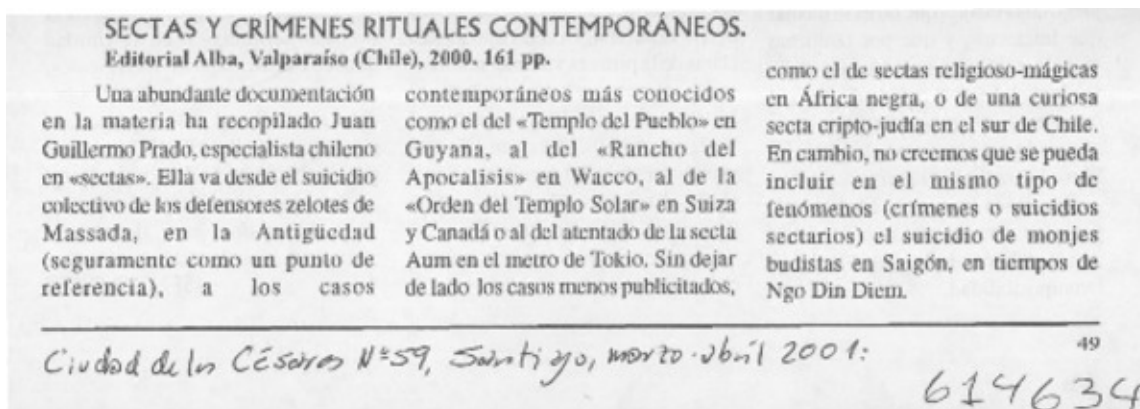 SECTAS Y CRÍMENES RITUALES CONTEMPORÁNEOS.
Editorial Alba, Valparaíso (Chile), 2000. 161 pp.
Una abundante documentación
en la materia ha recopilado Juan
Guillermo Prado, especialista chileno
en «sectas». Ella va desde el suicidio
colectivo de los defensores zelotes de
Massada, en la Antigüedad
(seguramente como un punto de
referencia), a los casos
contemporáneos más conocidos
como el del «Templo del Pueblo» en
Guyana, al del «Rancho del
Apocalisis» en Wacco, al de la
«Orden del Templo Solar» en Suiza
y Canadá o al del atentado de la secta
Aum en el metro de Tokio. Sin dejar
de lado los casos menos publicitados,
como el de sectas religioso-mágicas
en África negra, o de una curiosa
secta cripto-judía en el sur de Chile.
En cambio, no creemos que se pueda
incluir en el mismo tipo de
fenómenos (crímenes o suicidios
sectarios) el suicidio de monjes
budistas en Saigón, en tiempos de
Ngo Din Diem.
49
Ciudad de los Césares Nº59, Santiago, marzo-abril 2001:
614634